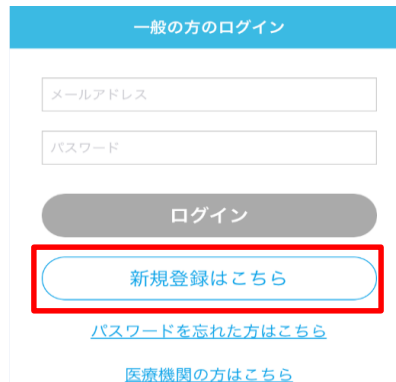 一般の方のログイン
メールアドレス
パスワード
ログイン
新規登録はこちら
パスワードを忘れた方はこちら
医療機関の方はこちら